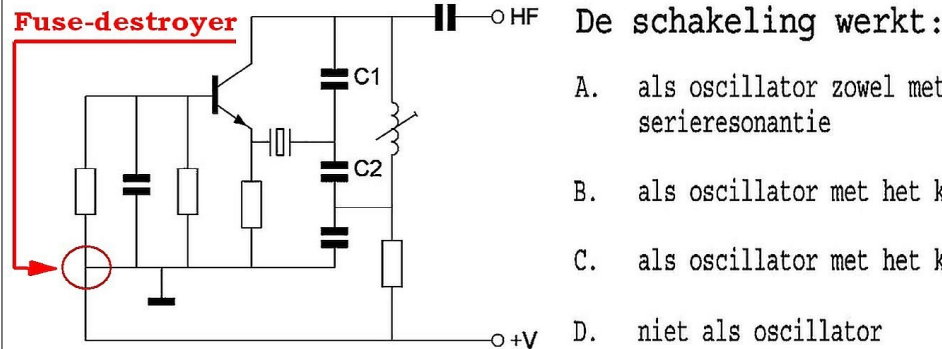 Fuse-destroyer
HF
C1
C2
+V
De schakeling werkt:
A. als oscillator zowel met
serieresonantie
B. als oscillator met het
C. als oscillator met het
D. niet als oscillator